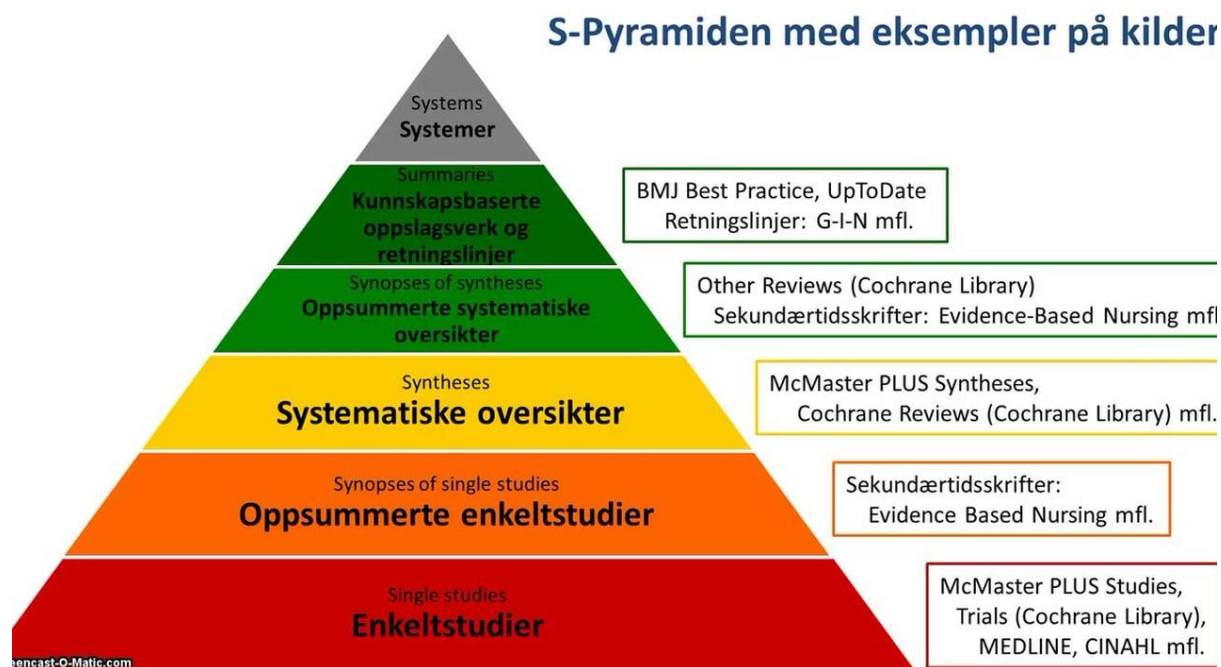 S-Pyramiden med eksempler på kilder
Systems
Systemer
Summaries
Kunnskapsbaserte
oppslagsverk og
retningslinjer
BMJ Best Practice, UpToDate
Retningslinjer: G-I-N mfl.
Synopses of syntheses
Oppsummerte systematiske
oversikter
Other Reviews (Cochrane Library)
Sekundærtidsskrifter: Evidence-Based Nursing mfl
Syntheses
Systematiske oversikter
McMaster PLUS Syntheses,
Cochrane Reviews (Cochrane Library) mfl.
Synopses of single studies
Oppsummerte enkeltstudier
Sekundærtidsskrifter:
Evidence Based Nursing mfl.
Single studies
Enkeltstudier
McMaster PLUS Studies,
Trials (Cochrane Library),
MEDLINE, CINAHL mfl.
eencast-O-Matic.com